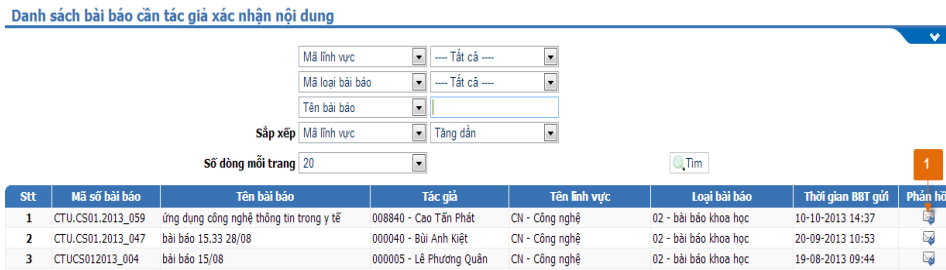 Danh sách bài báo cần tác giả xác nhận nội dung
Mã lĩnh vực ---- Tất cả ----
Mã loại bài báo ---- Tất cả ----
Tên bài báo
Sắp xếp Mã lĩnh vực Tăng dần
Số dòng mỗi trang 20 Tìm
1
Stt Mã số bài báo Tên bài báo Tác giả Tên lĩnh vực Loại bài báo Thời gian BBT gửi Phản hồ
1 CTU.CS01.2013_059 ứng dụng công nghệ thông tin trong y tế 008840 - Cao Tấn Phát CN - Công nghệ 02 - bài báo khoa học 10-10-2013 14:37
2 CTU.CS01.2013_047 bài báo 15.33 28/08 000040 - Bùi Anh Kiệt CN - Công nghệ 02 - bài báo khoa học 20-09-2013 10:53
3 CTUCS012013_004 bài báo 15/08 000005 - Lê Phương Quân CN - Công nghệ 02 - bài báo khoa học 19-08-2013 09:44